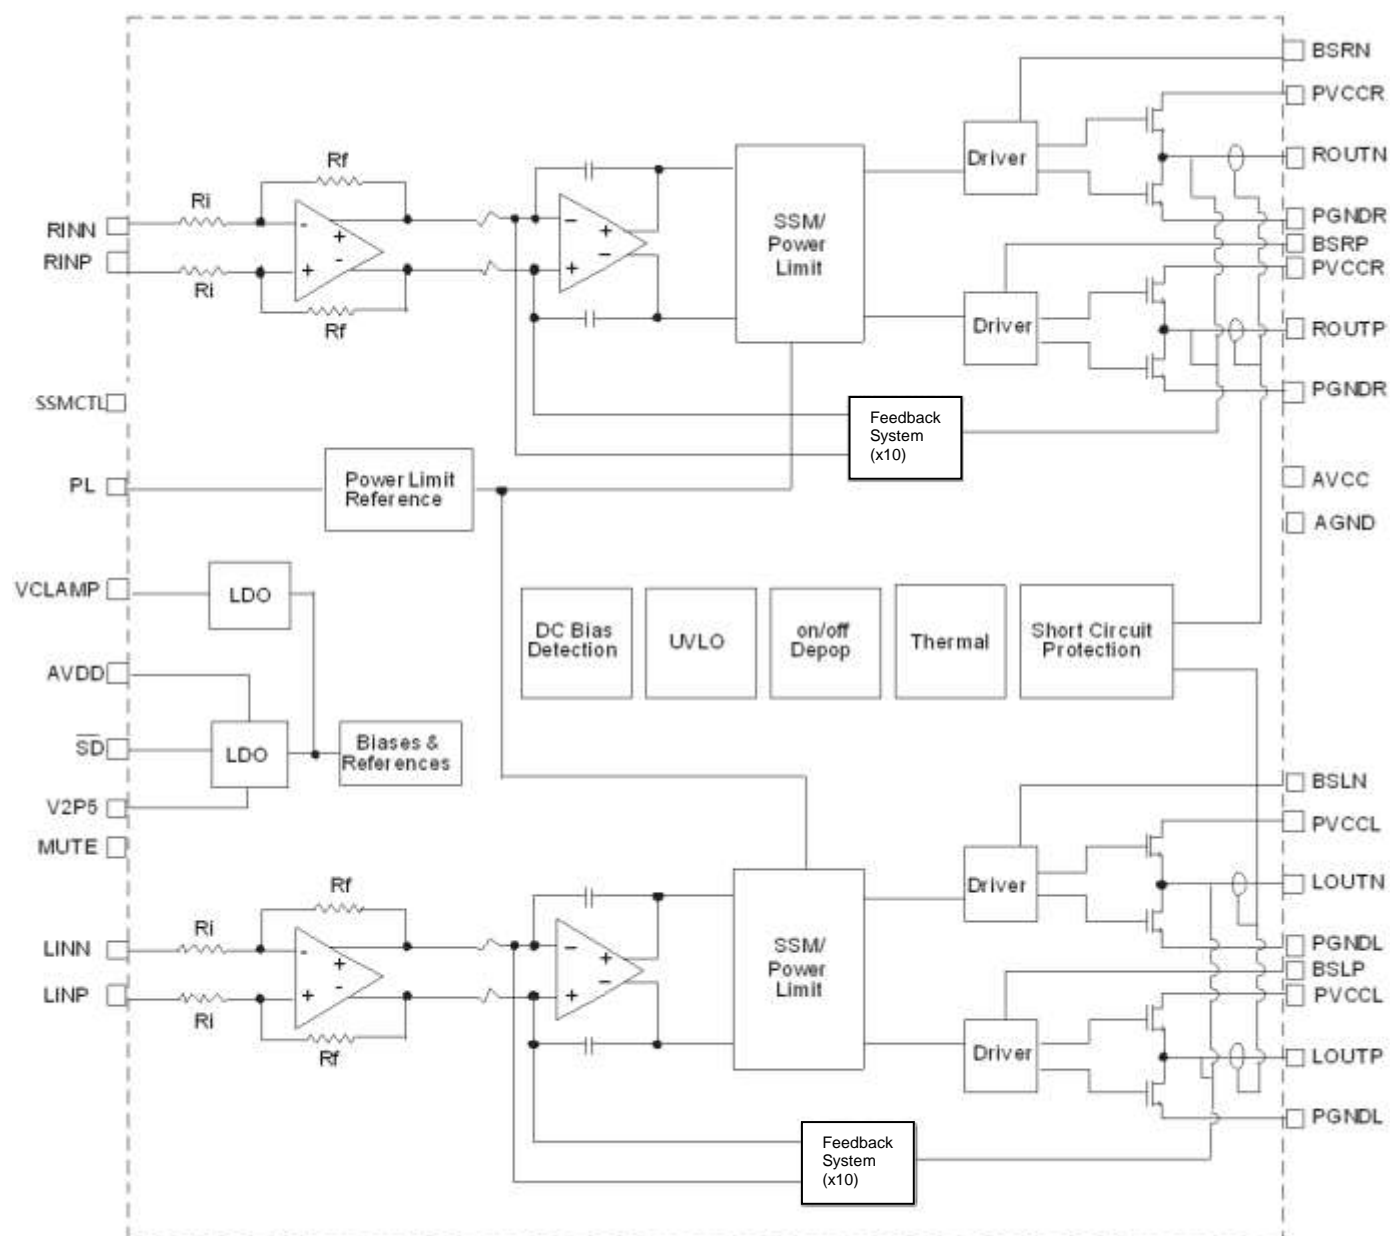 BSRN
PVCCR
Rf
Driver
ROUTN
Ri
SSM/
Power
Limit
RINN
-
+
-
+
−
+
−
+
PGNDR
BSRP
RINP
PVCCR
Ri
Rf
Driver
ROUTP
SSMCTL
PGNDR
Feedback
System
(x10)
PL
Power Limit
Reference
AVCC
AGND
VCLAMP
LDO
DC Bias
Detection
UVLO
on/off
Depop
Thermal
Short Circuit
Protection
AVDD
SD
LDO
Biases &
References
V2P5
BSLN
MUTE
PVCCL
Rf
Driver
LOUTN
Ri
SSM/
Power
Limit
LINN
-
+
-
+
−
+
−
+
PGNDL
BSLP
LINP
PVCCL
Ri
Rf
Driver
LOUTP
PGNDL
Feedback
System
(x10)